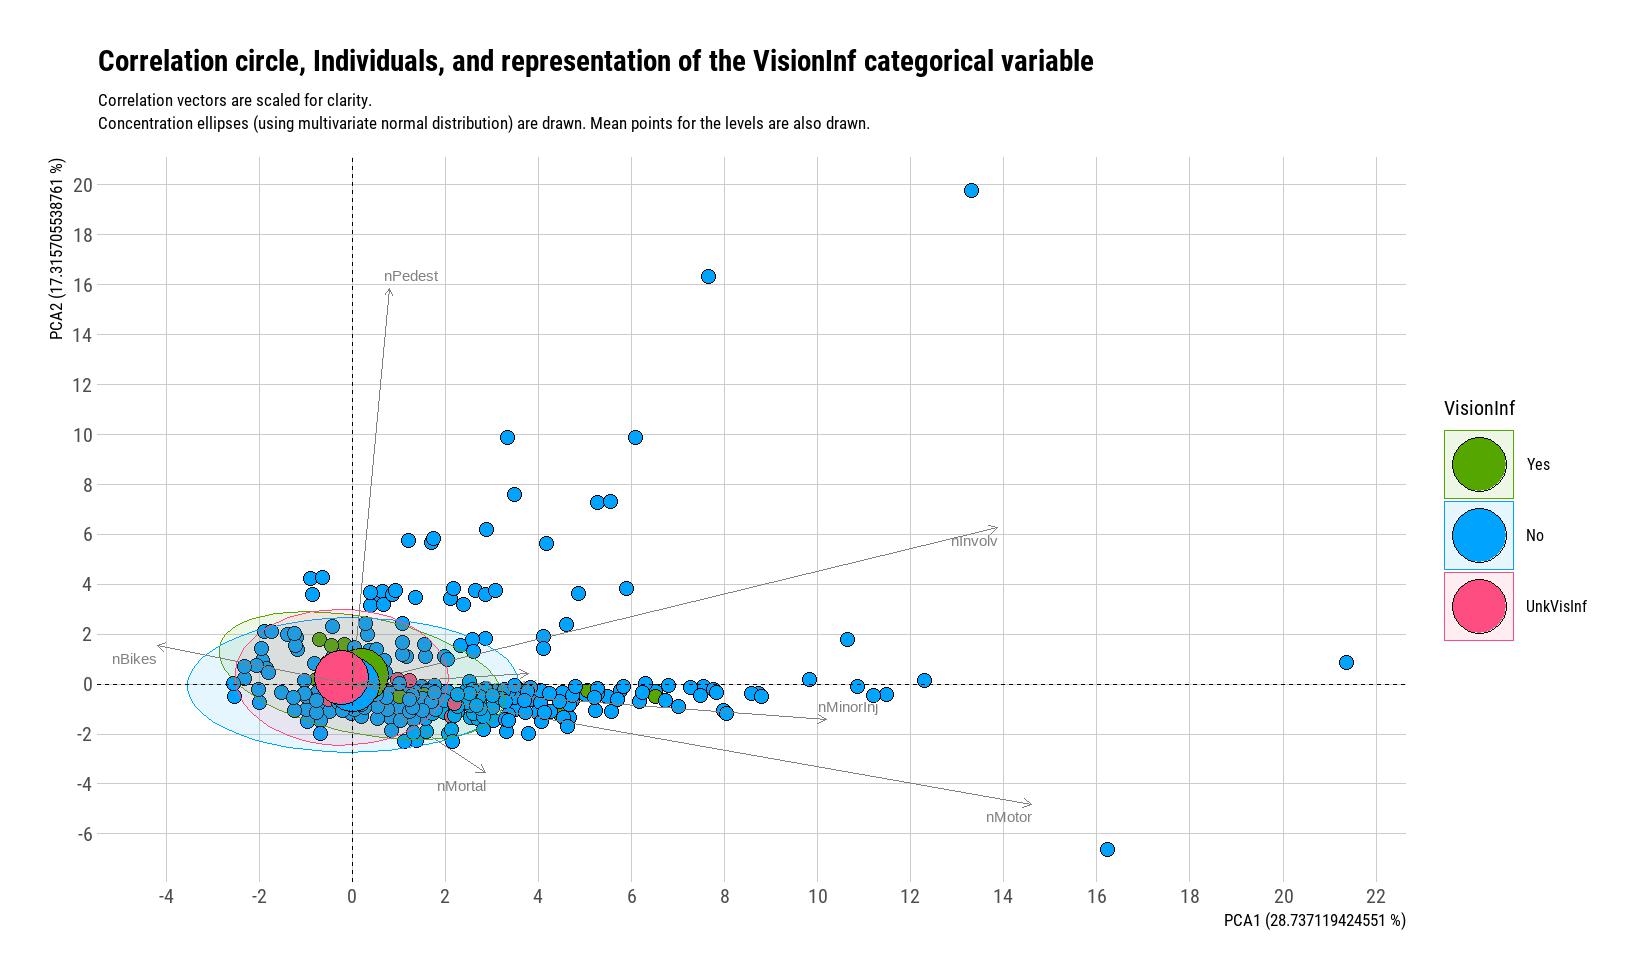 Correlation circle, Individuals, and representation of the VisionInf categorical variable
Correlation vectors are scaled for clarity.
Concentration ellipses (using multivariate normal distribution) are drawn. Mean points for the levels are also drawn.
PCA2 (17.3157055538761 %)
20
18
16
14
12
10
8
6
4
2
0
-2
-4
-6
nPedest
nInvolv
nBikes
nMinorInj
nMortal
nMotor
-4 -2 0 2 4 6 8 10 12 14 16 18 20 22
PCA1 (28.737119424551 %)
VisionInf
Yes
No
UnkVisInf